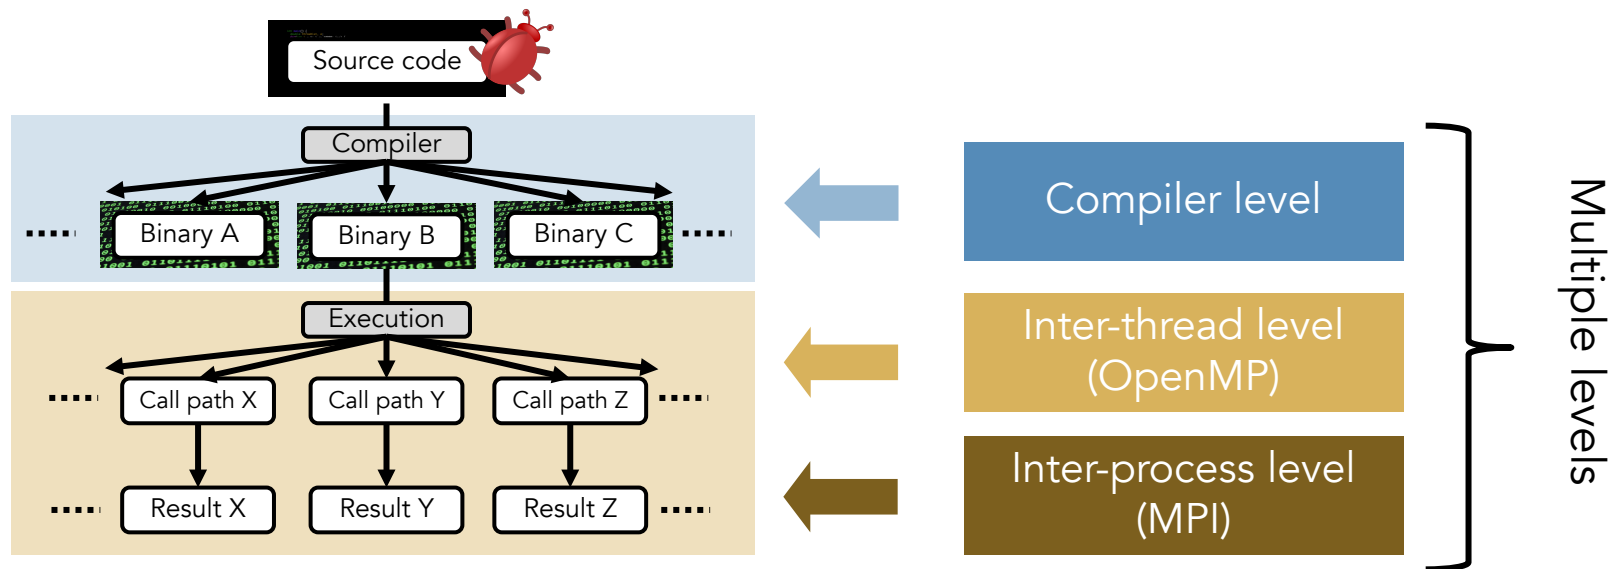 Source code
Compiler
Binary A
Binary B
Binary C
Execution
Call path X
Call path Y
Call path Z
Result X
Result Y
Result Z
Compiler level
Inter-thread level
(OpenMP)
Inter-process level
(MPI)
Multiple levels